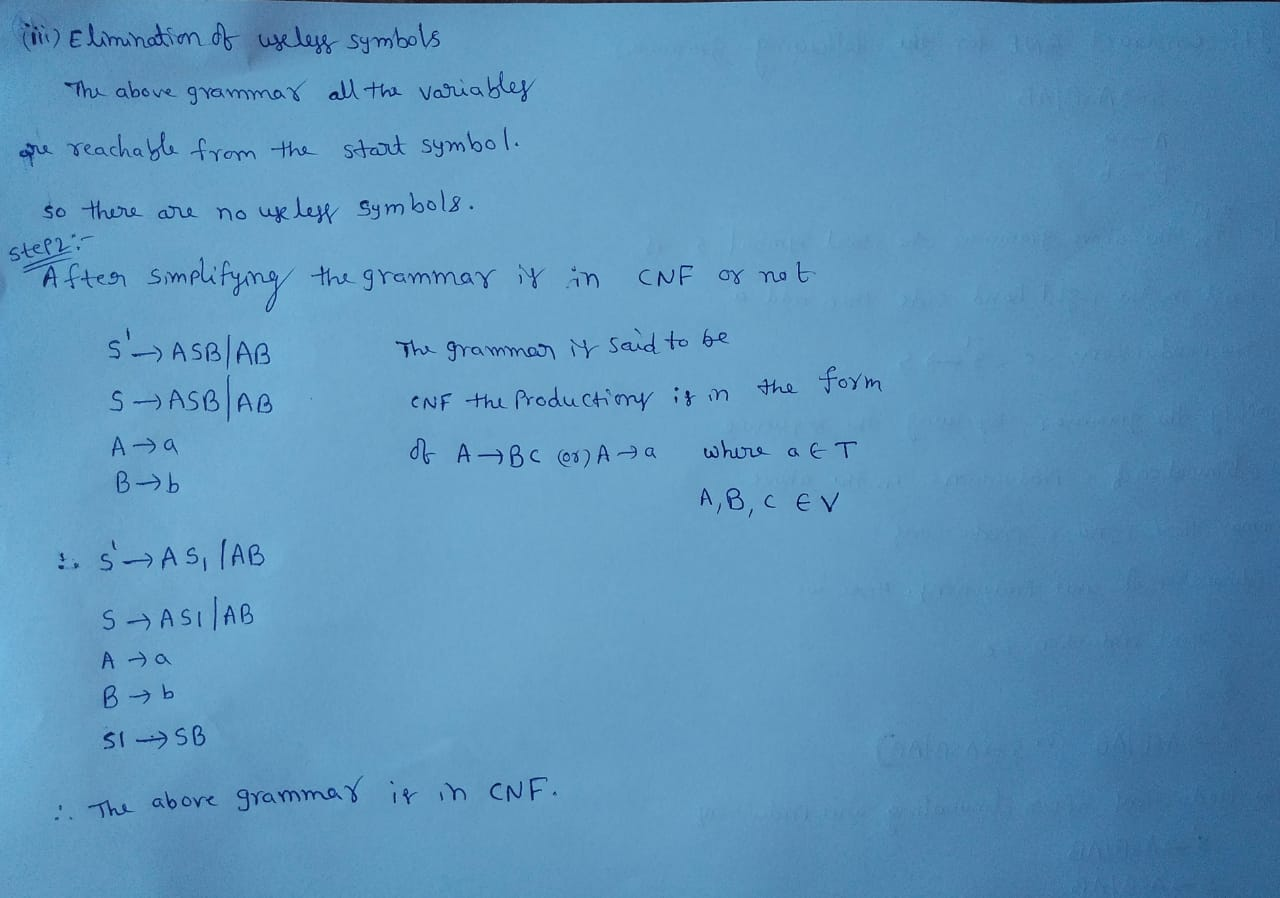 (iii) Elimination of useless symbols
The above grammar all the variables
are reachable from the start symbol.
so there are no useless symbols.
Step2:-
After simplifying the grammar is in CNF or not
S' → ASB | AB
The grammar is said to be
S → ASB | AB
CNF the productions is in the form
A → a
of A → BC (or) A → a where a ∈ T
B → b
A, B, C ∈ V
∴ S' → AS₁ | AB
S → AS1 | AB
A → a
B → b
S1 → SB
∴ The above grammar is in CNF.